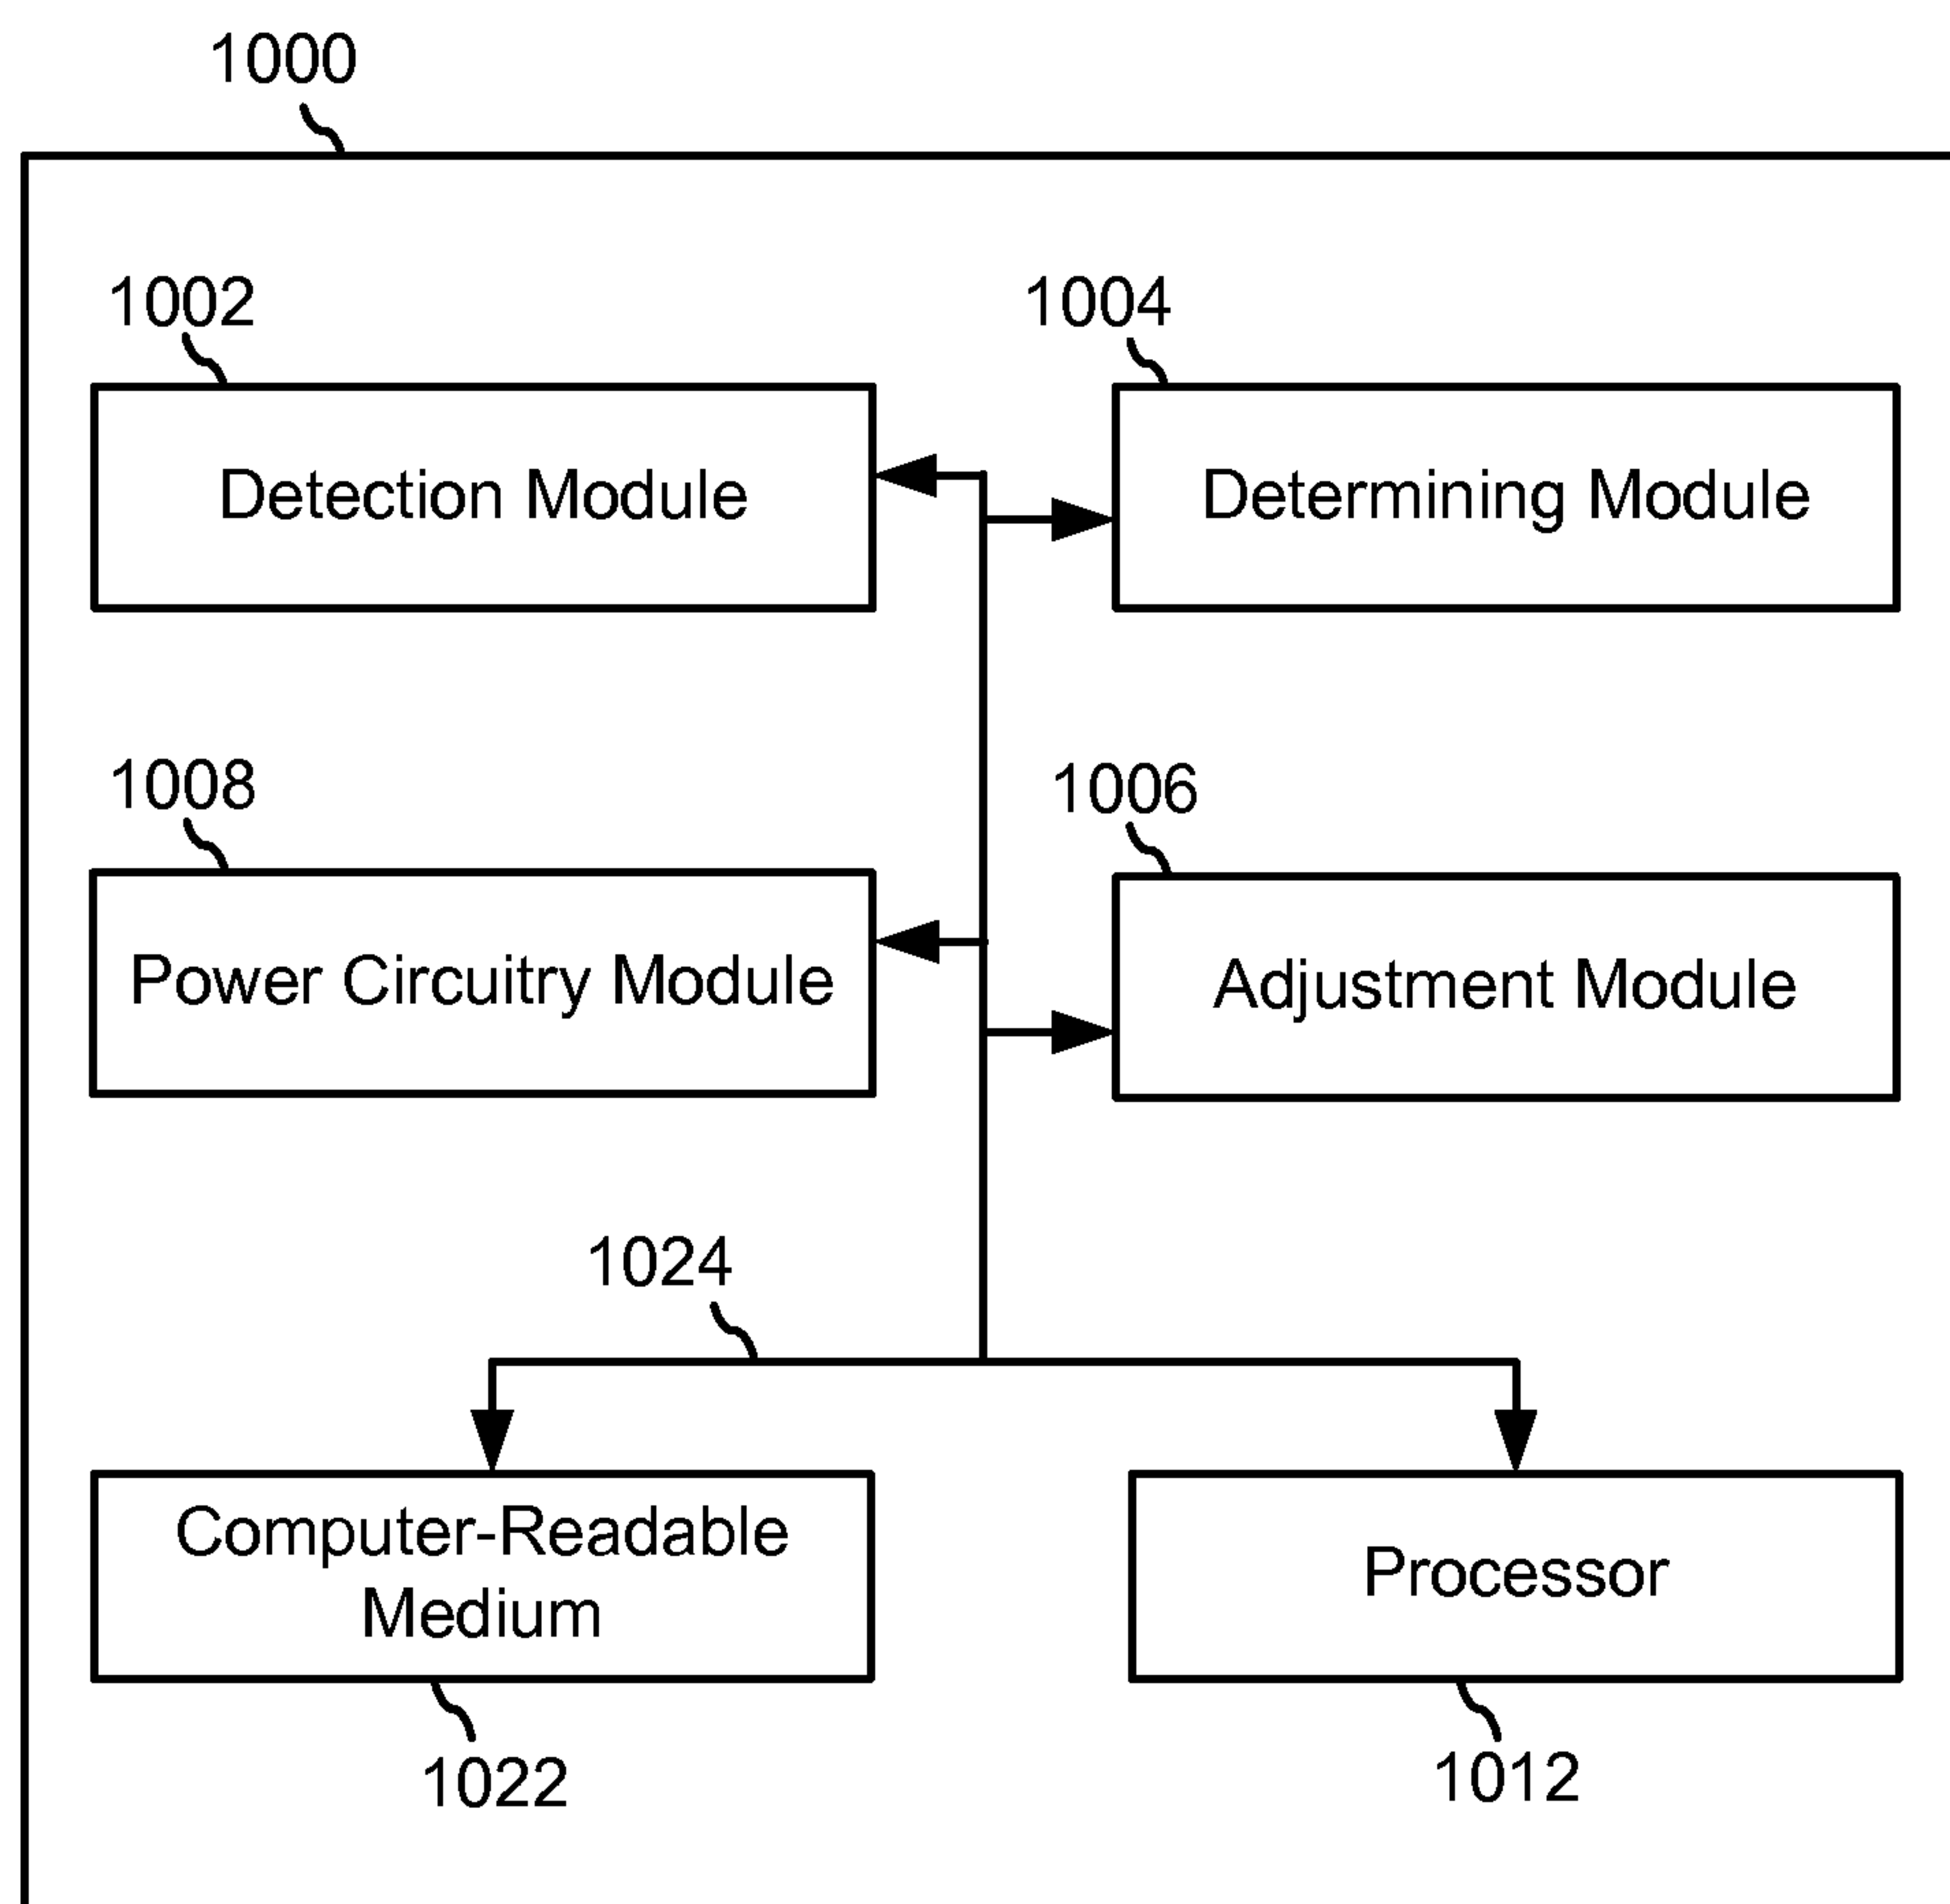 1000
1002
1004
Detection Module
Determining Module
1008
1006
Power Circuitry Module
Adjustment Module
1024
Computer-Readable
Medium
Processor
1022
1012